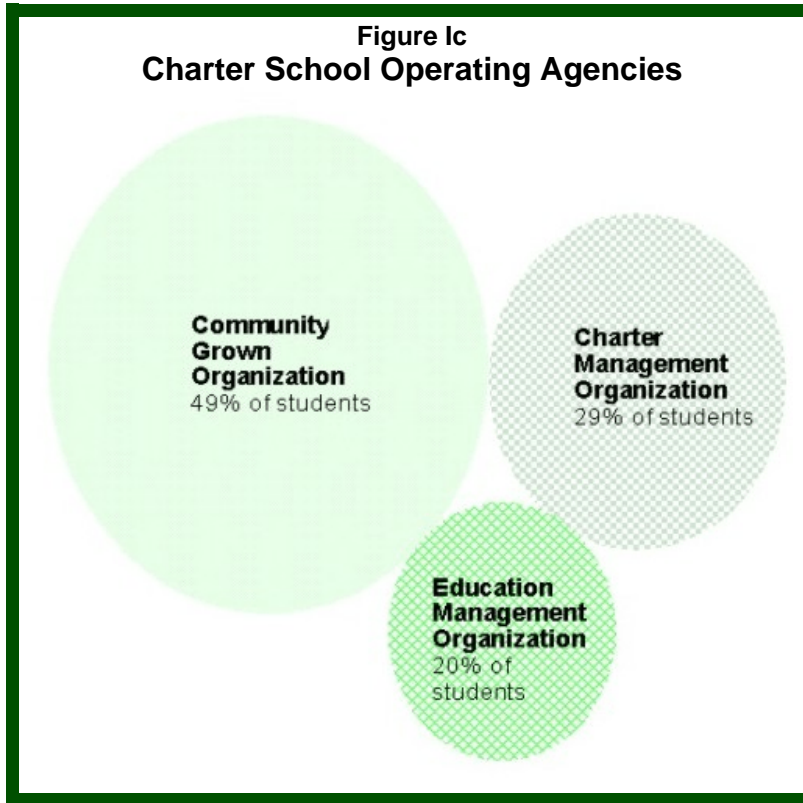 Figure Ic
Charter School Operating Agencies
Community
Grown
Organization
49% of students
Charter
Management
Organization
29% of students
Education
Management
Organization
20% of
students